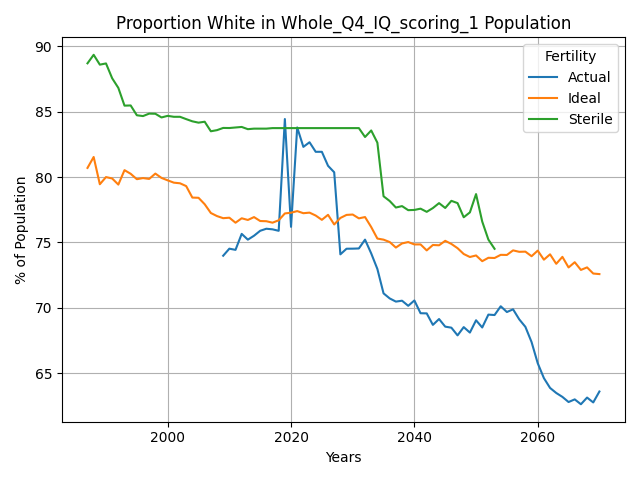 Proportion White in Whole_Q4_IQ_scoring_1 Population
% of Population
90
85
80
75
70
65
Fertility
Actual
Ideal
Sterile
2000
2020
2040
2060
Years